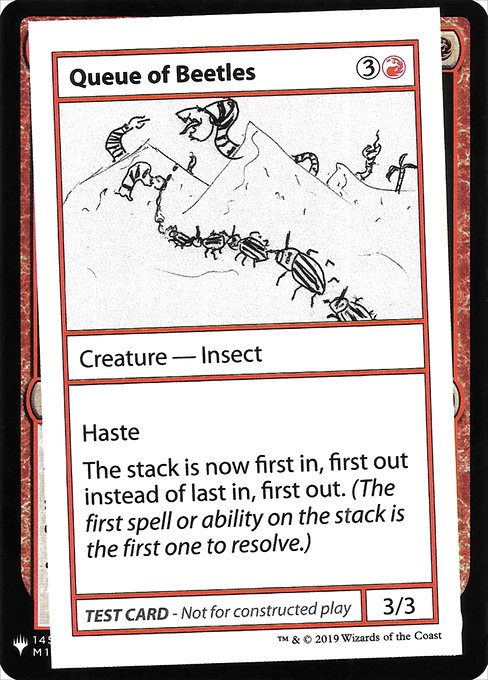 Queue of Beetles 3
Creature — Insect
Haste
The stack is now first in, first out
instead of last in, first out. (The
first spell or ability on the stack is
the first one to resolve.)
TEST CARD - Not for constructed play 3/3
™ & © 2019 Wizards of the Coast
145
M1